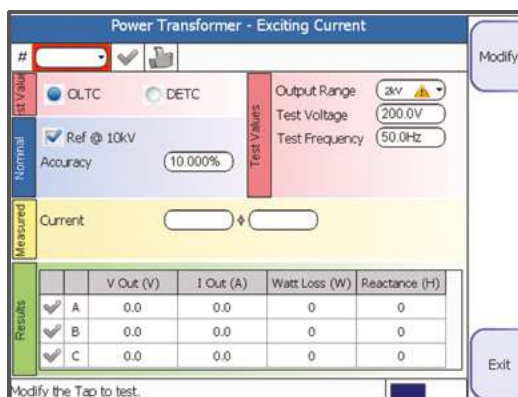 Power Transformer - Exciting Current
#
Modify
OLTC
DETC
Nominal
Ref @ 10kV
Accuracy
10.000%
Test Values
Output Range
2kV
Test Voltage
200.0V
Test Frequency
50.0Hz
Measured
Current
ϕ
Results
V Out (V) I Out (A) Watt Loss (W) Reactance (H)
A 0.0 0.0 0 0
B 0.0 0.0 0 0
C 0.0 0.0 0 0
Exit
Modify the Tap to test.